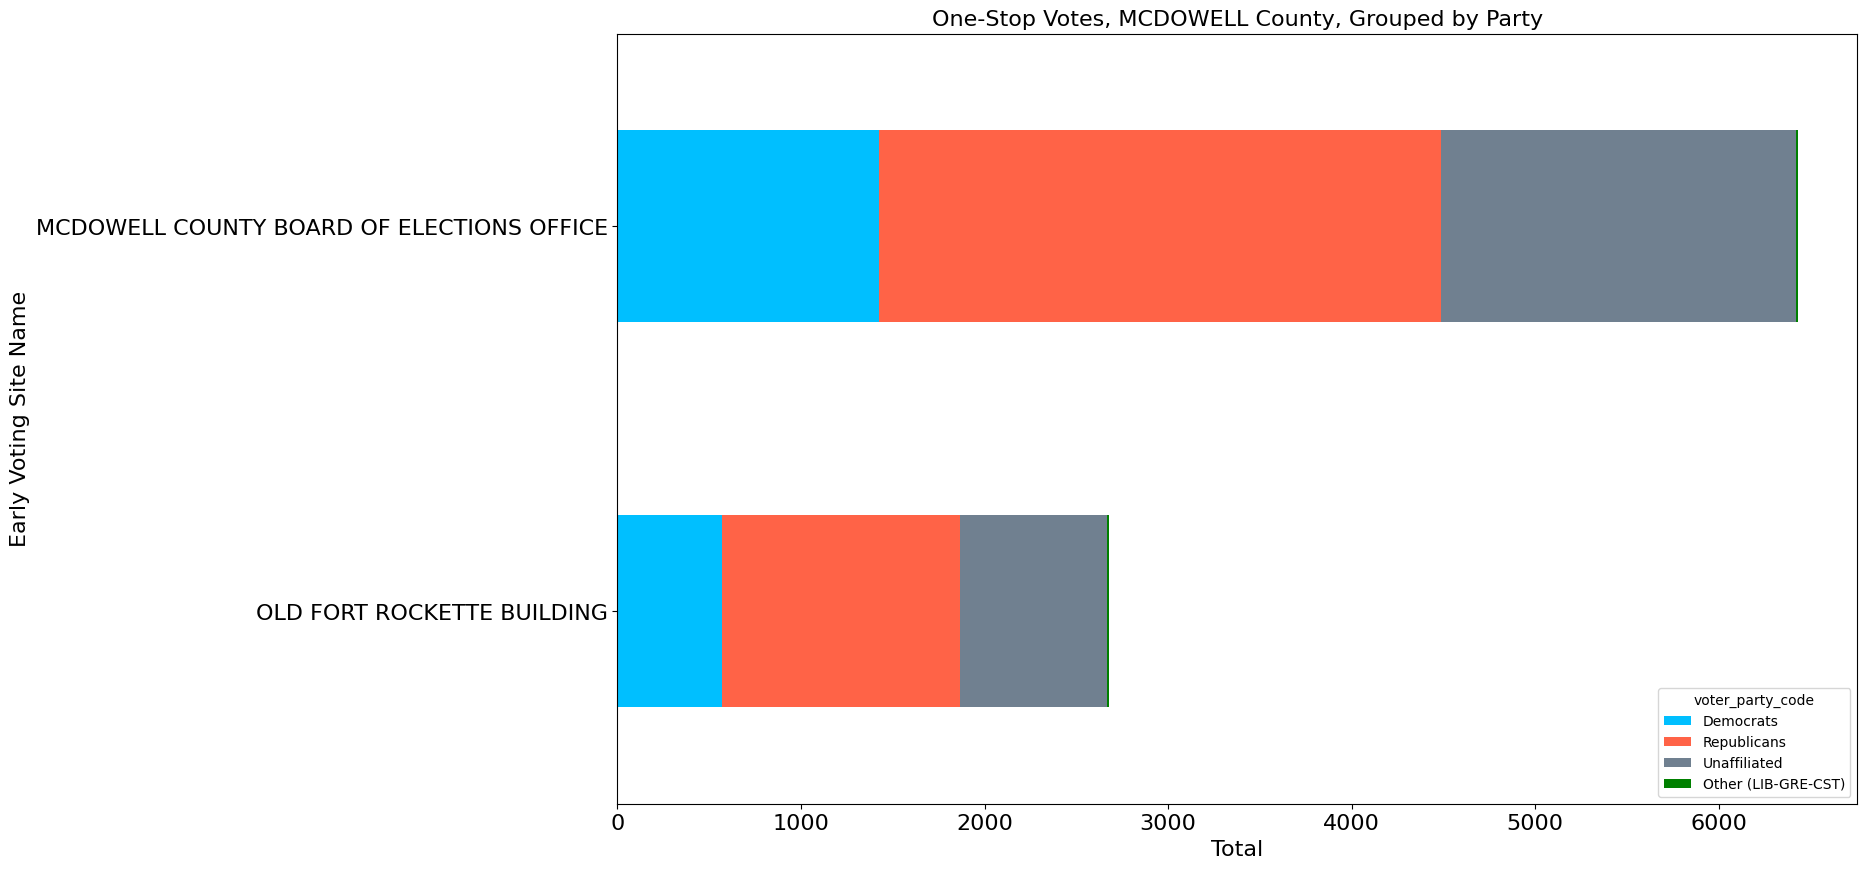 One-Stop Votes, MCDOWELL County, Grouped by Party
Early Voting Site Name
MCDOWELL COUNTY BOARD OF ELECTIONS OFFICE
OLD FORT ROCKETTE BUILDING
voter_party_code
Democrats
Republicans
Unaffiliated
Other (LIB-GRE-CST)
0 1000 2000 3000 4000 5000 6000
Total